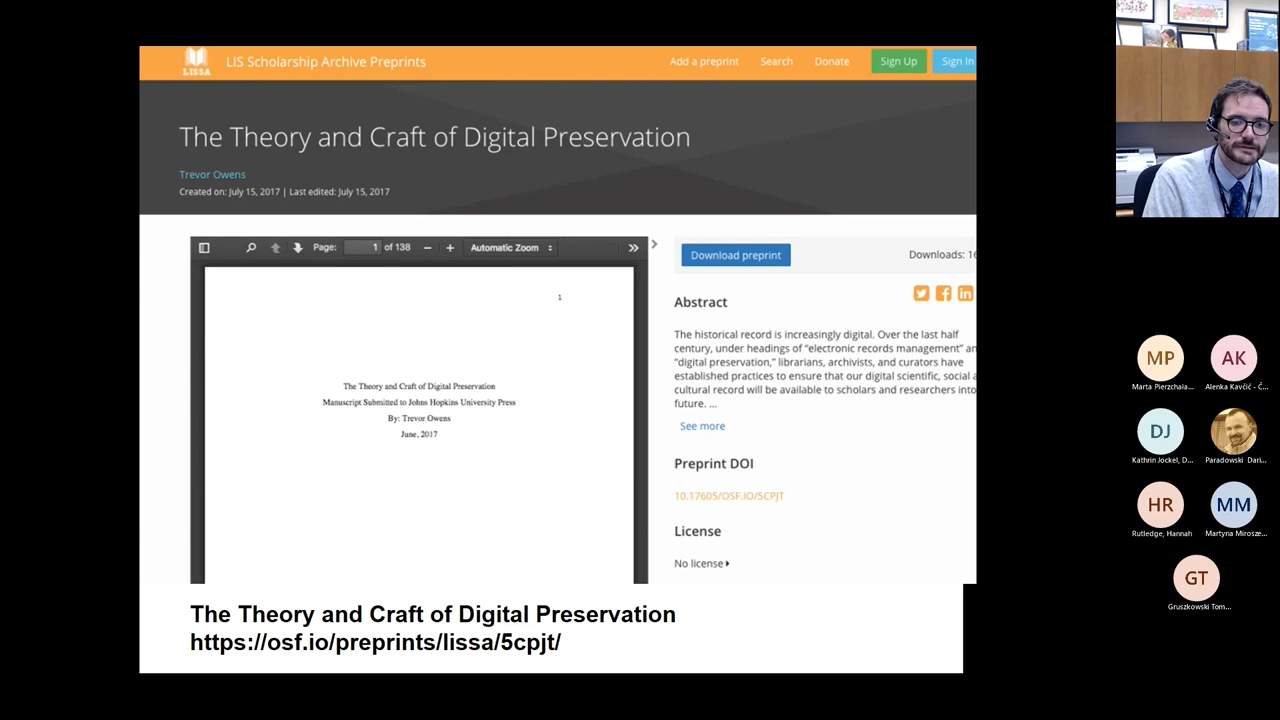 LISSA
LIS Scholarship Archive Preprints
Add a preprint
Search
Donate
Sign Up
Sign In
The Theory and Craft of Digital Preservation
Trevor Owens
Created on: July 15, 2017 | Last edited: July 15, 2017
Page:
1
of 138
Automatic Zoom
1
The Theory and Craft of Digital Preservation
Manuscript Submitted to Johns Hopkins University Press
By: Trevor Owens
June, 2017
Download preprint
Downloads: 16
Abstract
The historical record is increasingly digital. Over the last half
century, under headings of "electronic records management" an
"digital preservation," librarians, archivists, and curators have
established practices to ensure that our digital scientific, social a
cultural record will be available to scholars and researchers into
future. ...
See more
Preprint DOI
10.17605/OSF.IO/5CPJT
License
No license
The Theory and Craft of Digital Preservation
https://osf.io/preprints/lissa/5cpjt/
MP
Marta Pierzchała...
AK
Alenka Kavčič - Č...
DJ
Kathrin Jockel, D...
Paradowski Dari...
HR
Rutledge, Hannah
MM
Martyna Mirosze...
GT
Gruszkowski Tom...